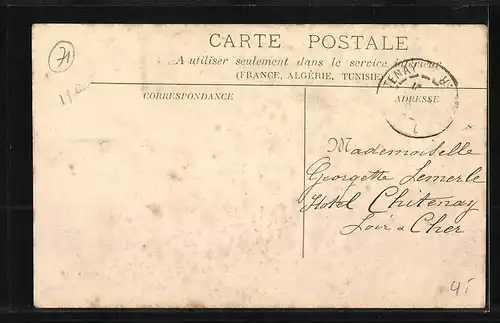 71
CARTE POSTALE
A utiliser seulement dans le service intérieur
(FRANCE, ALGÉRIE, TUNISIE)
CORRESPONDANCE
ADRESSE
Mademoiselle
Georgette Lemerle
Hotel Chitenay
Loir & Cher